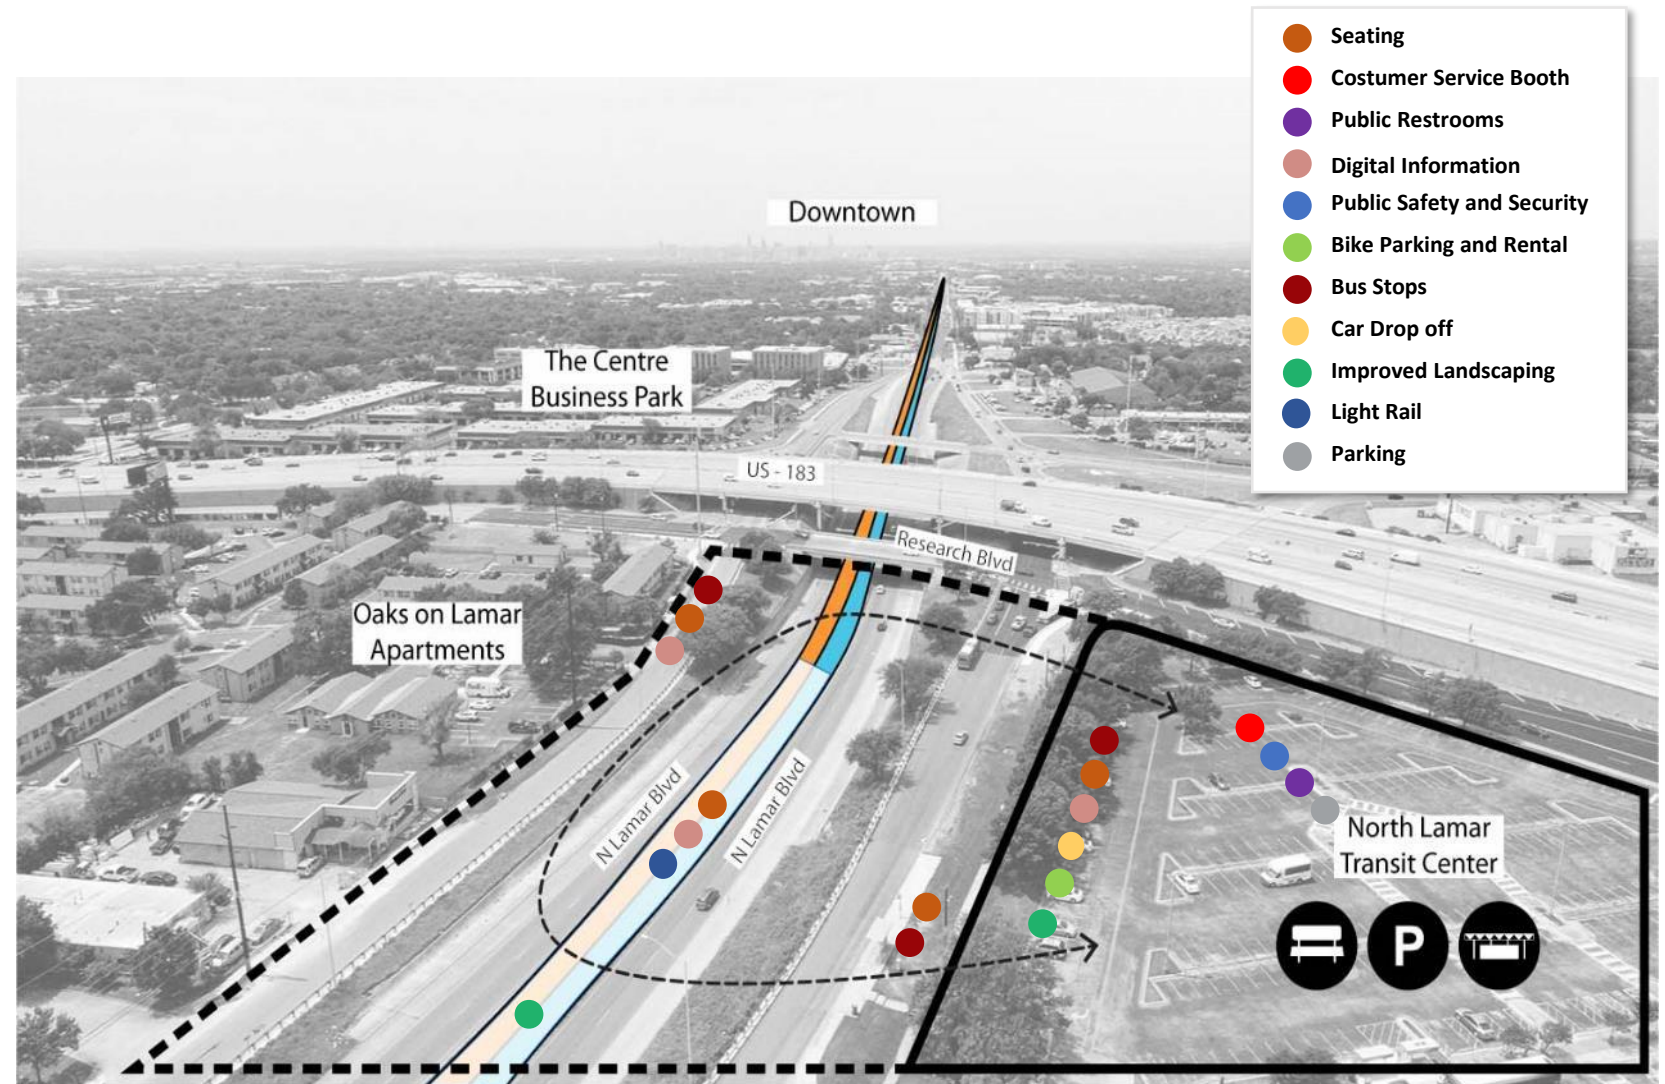 Seating
Costumer Service Booth
Public Restrooms
Digital Information
Public Safety and Security
Bike Parking and Rental
Bus Stops
Car Drop off
Improved Landscaping
Light Rail
Parking
Downtown
The Centre
Business Park
US - 183
Research Blvd
Oaks on Lamar
Apartments
N Lamar Blvd
N Lamar Blvd
North Lamar
Transit Center
P